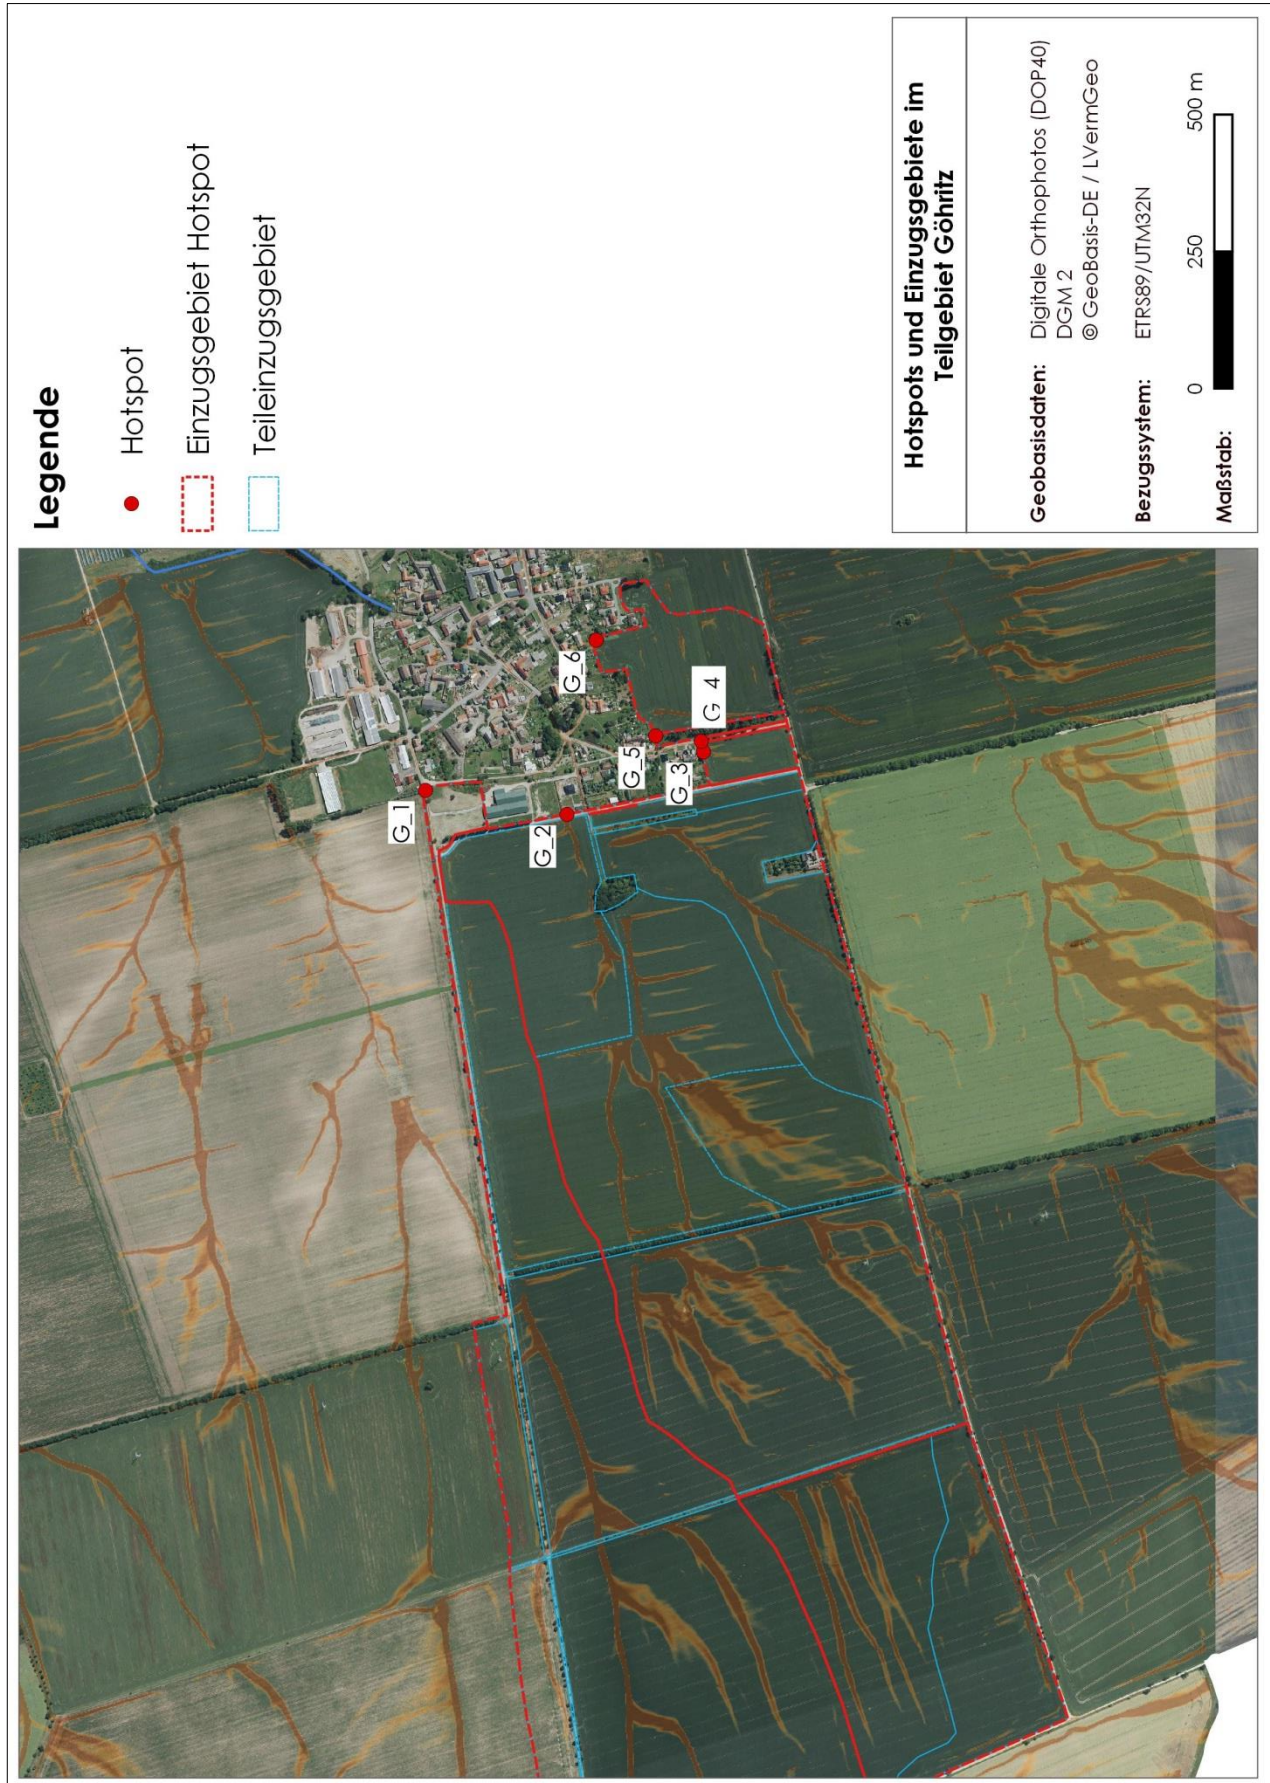 Legende
Hotspot
Einzugsgebiet Hotspot
Teileinzugsgebiet
G_1
G_2
G_3
G_4
G_5
G_6
Hotspots und Einzugsgebiete im
Teilgebiet Göhritz
Geobasisdaten: Digitale Orthophotos (DOP40)
DGM 2
© GeoBasis-DE / LVermGeo
Bezugssystem: ETRS89/UTM32N
Maßstab: 0 250 500 m